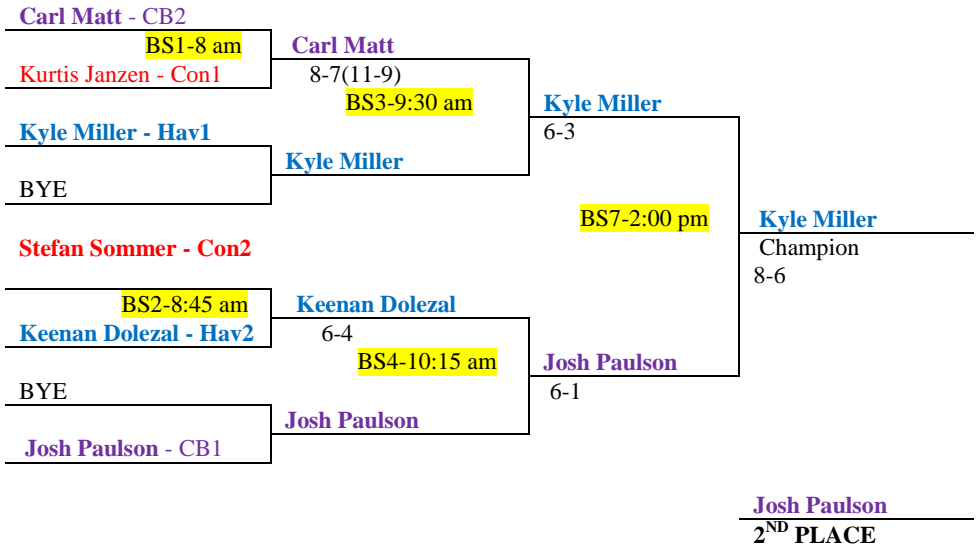 Carl Matt - CB2
BS1-8 am
Carl Matt
Kurtis Janzen - Con1
8-7(11-9)
BS3-9:30 am
Kyle Miller
Kyle Miller - Hav1
6-3
Kyle Miller
BYE
BS7-2:00 pm
Kyle Miller
Stefan Sommer - Con2
Champion
8-6
BS2-8:45 am
Keenan Dolezal
Keenan Dolezal - Hav2
6-4
BS4-10:15 am
Josh Paulson
BYE
6-1
Josh Paulson
Josh Paulson - CB1
Josh Paulson
2ND PLACE